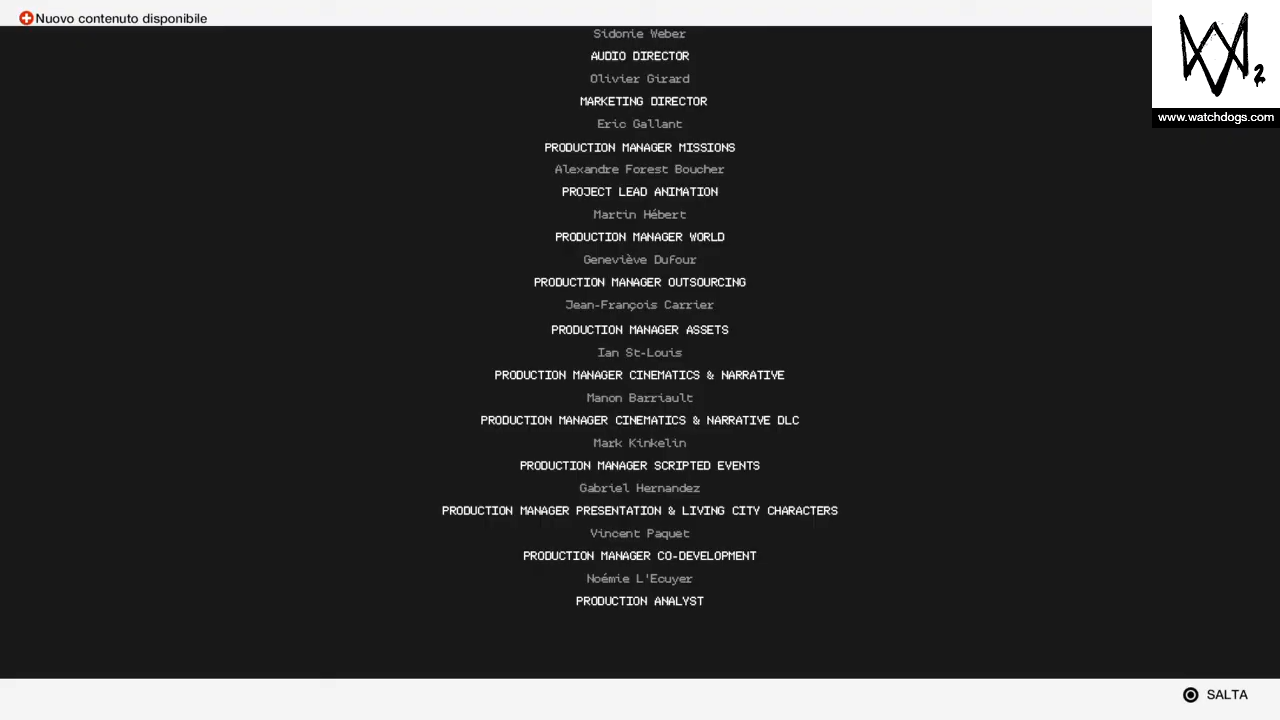 Nuovo contenuto disponibile
Sidonie Weber
AUDIO DIRECTOR
Olivier Girard
MARKETING DIRECTOR
Eric Gallant
PRODUCTION MANAGER MISSIONS
Alexandre Forest Boucher
PROJECT LEAD ANIMATION
Martin Hébert
PRODUCTION MANAGER WORLD
Geneviève Dufour
PRODUCTION MANAGER OUTSOURCING
Jean-François Carrier
PRODUCTION MANAGER ASSETS
Ian St-Louis
PRODUCTION MANAGER CINEMATICS & NARRATIVE
Manon Barriault
PRODUCTION MANAGER CINEMATICS & NARRATIVE DLC
Mark Kinkelin
PRODUCTION MANAGER SCRIPTED EVENTS
Gabriel Hernandez
PRODUCTION MANAGER PRESENTATION & LIVING CITY CHARACTERS
Vincent Paquet
PRODUCTION MANAGER CO-DEVELOPMENT
Noémie L'Ecuyer
PRODUCTION ANALYST
2
www.watchdogs.com
SALTA